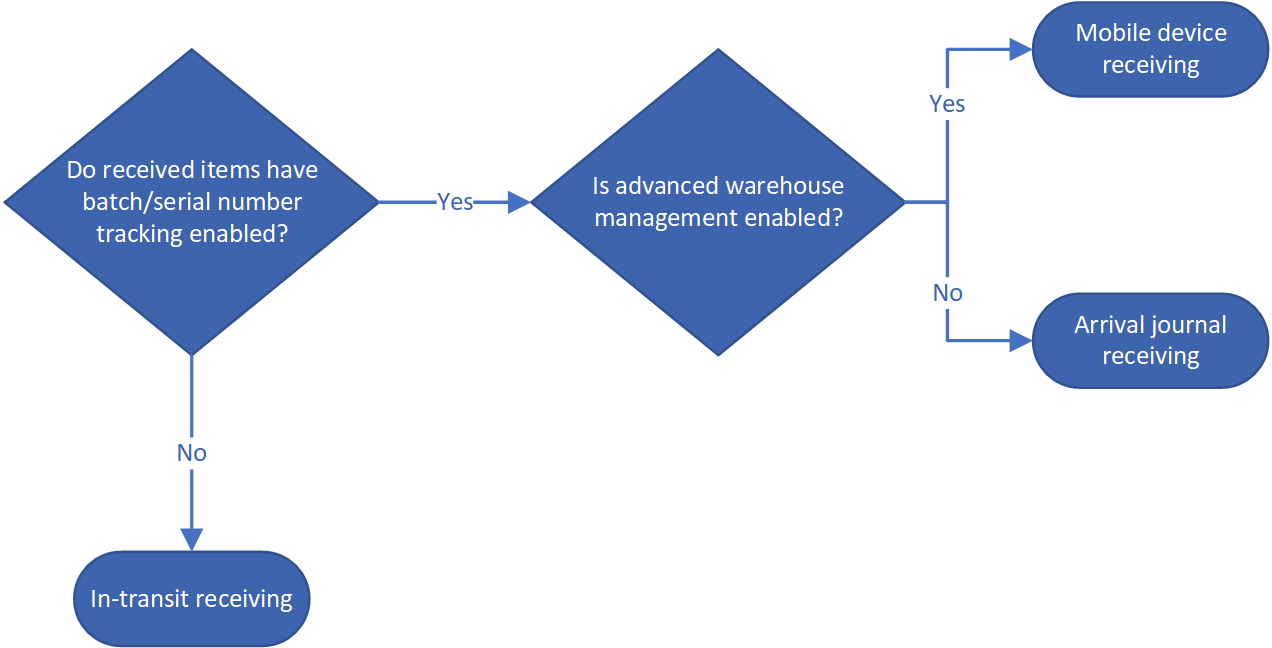 Do received items have
batch/serial number
tracking enabled?
Yes
Is advanced warehouse
management enabled?
Yes
Mobile device
receiving
No
Arrival journal
receiving
No
In-transit receiving